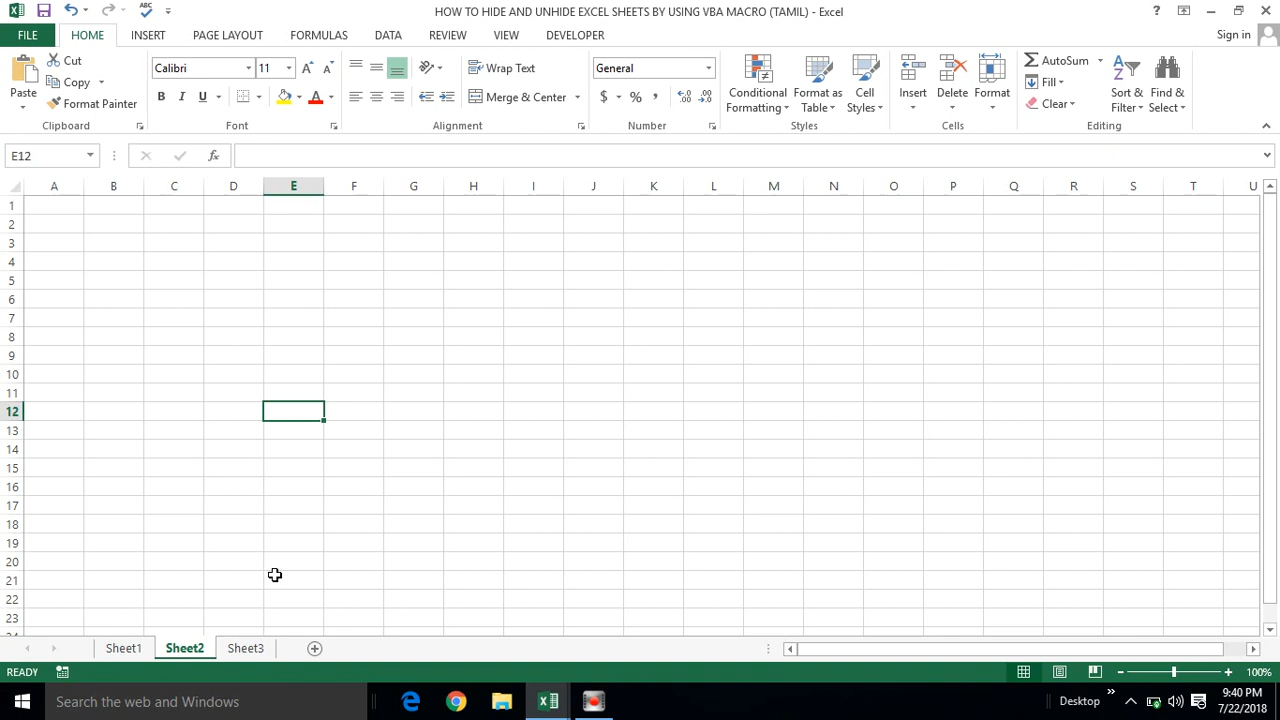 HOW TO HIDE AND UNHIDE EXCEL SHEETS BY USING VBA MACRO (TAMIL) - Excel
FILE HOME INSERT PAGE LAYOUT FORMULAS DATA REVIEW VIEW DEVELOPER Sign in
Paste Cut Calibri 11 Wrap Text General Conditional Formatting Format as Table Cell Styles Insert Delete Format AutoSum Sort & Filter Find & Select
Copy Fill
Format Painter B I U A Merge & Center $ % , Clear
Clipboard Font Alignment Number Styles Cells Editing
E12 fx
A B C D E F G H I J K L M N O P Q R S T U
1
2
3
4
5
6
7
8
9
10
11
12
13
14
15
16
17
18
19
20
21
22
23
Sheet1 Sheet2 Sheet3
READY 100%
Search the web and Windows Desktop 9:40 PM
7/22/2018